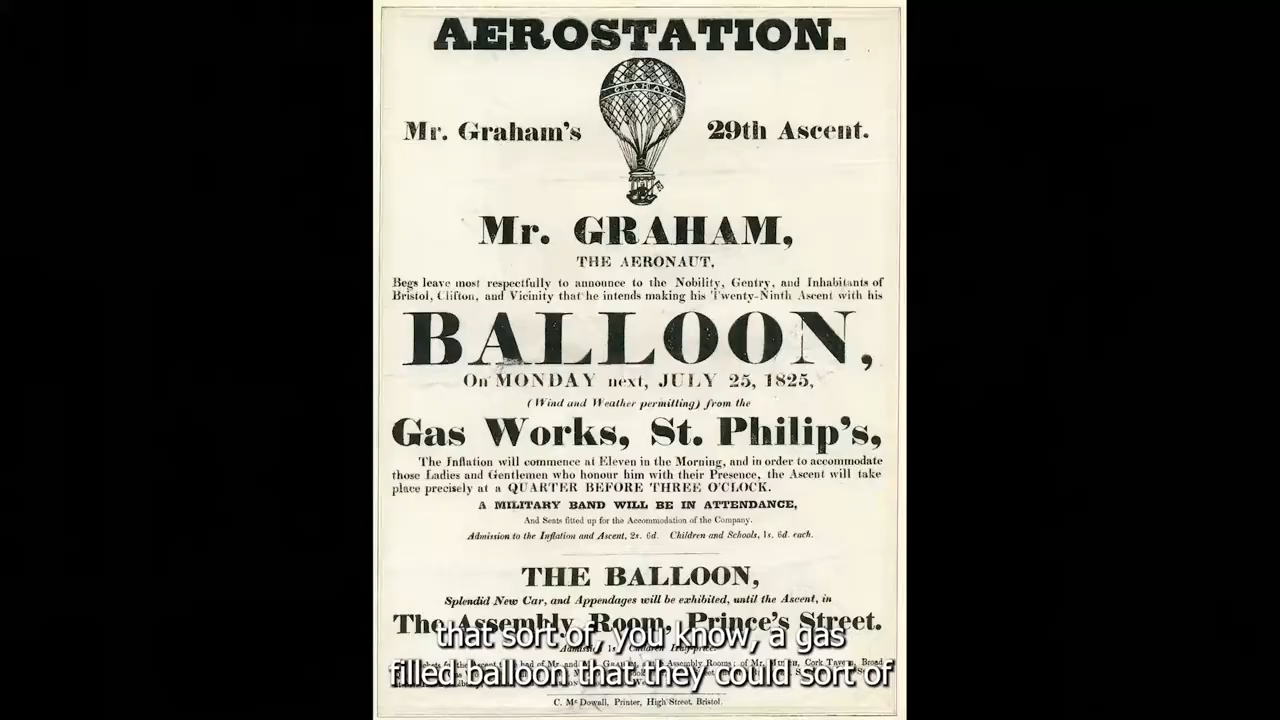 AEROSTATION.
GRAHAM
Mr. Graham's 29th Ascent.
Mr. GRAHAM,
THE AERONAUT,
Begs leave most respectfully to announce to the Nobility, Gentry, and Inhabitants of
Bristol, Clifton, and Vicinity that he intends making his Twenty-Ninth Ascent with his
BALLOON,
On MONDAY next, JULY 25, 1825,
(Wind and Weather permitting) from the
Gas Works, St. Philip's,
The Inflation will commence at Eleven in the Morning, and in order to accommodate
those Ladies and Gentlemen who honour him with their Presence, the Ascent will take
place precisely at a QUARTER BEFORE THREE O'CLOCK.
A MILITARY BAND WILL BE IN ATTENDANCE,
And Seats fitted up for the Accommodation of the Company.
Admission to the Inflation and Ascent, 2s. 6d. Children and Schools, 1s. 6d. each.
THE BALLOON,
Splendid New Car, and Appendages will be exhibited, until the Ascent, in
The Assembly Room, Prince's Street.
that sort of, you know, a gas
filled balloon that they could sort of
C. Mc Dowall, Printer, High Street, Bristol.